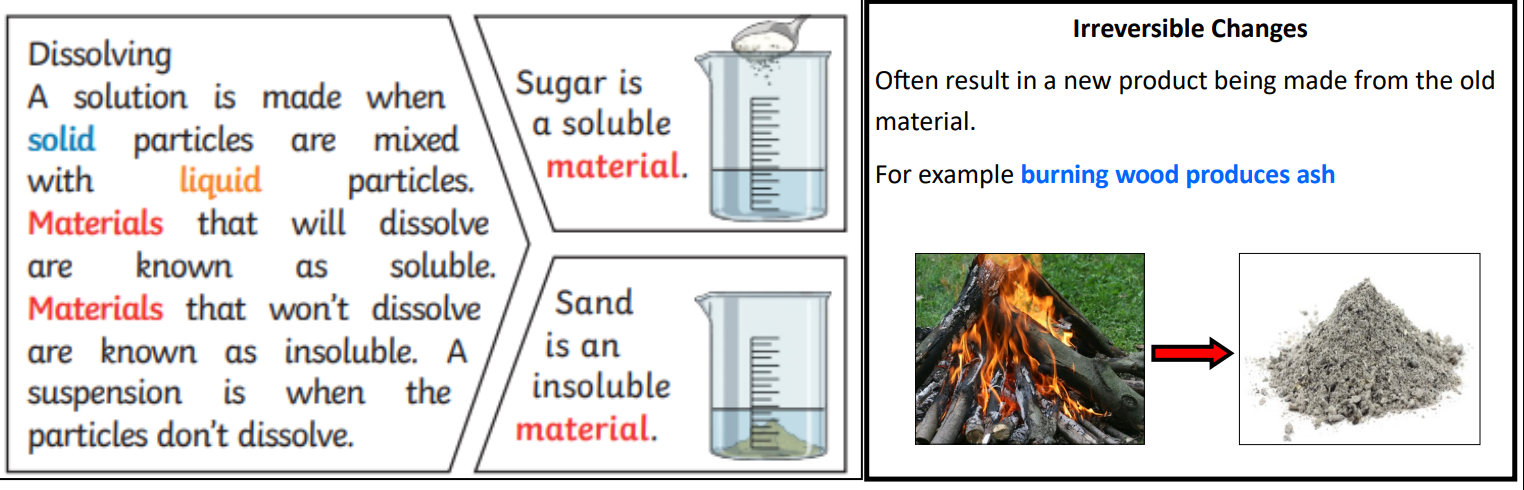 Dissolving
A solution is made when
solid particles are mixed
with liquid particles.
Materials that will dissolve
are known as soluble.
Materials that won't dissolve
are known as insoluble. A
suspension is when the
particles don't dissolve.
Sugar is
a soluble
material.
Sand
is an
insoluble
material.
Irreversible Changes
Often result in a new product being made from the old
material.
For example burning wood produces ash